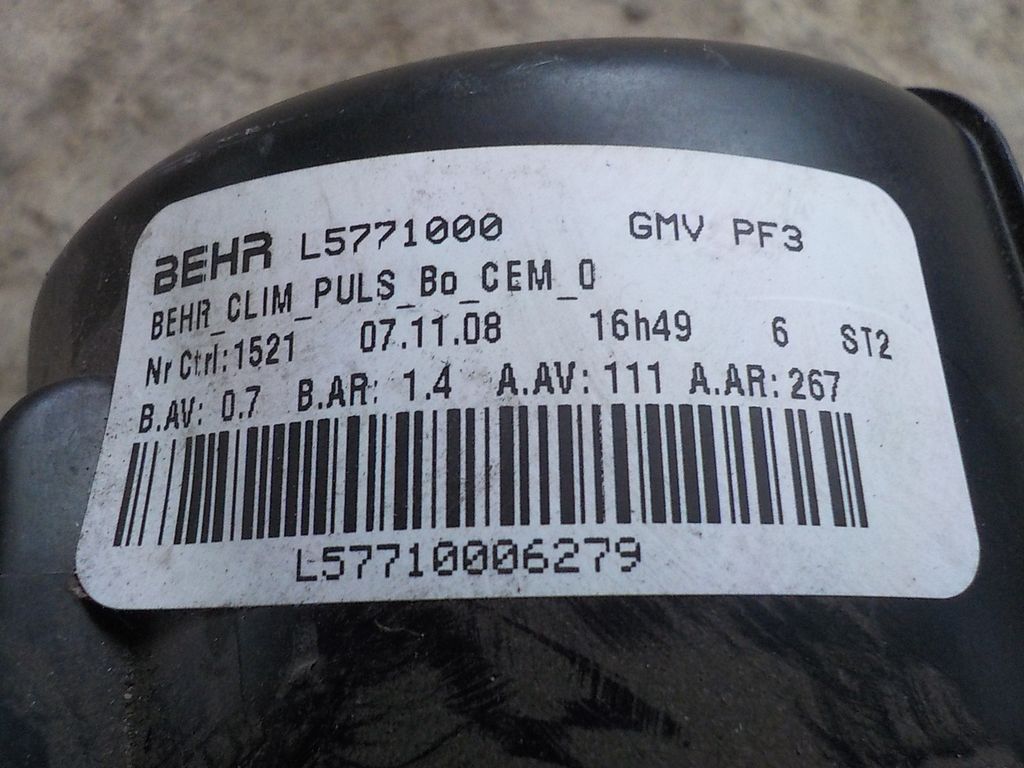 BEHR L5771000 GMV PF3
BEHR_CLIM_PULS_Bo_CEM_0
Nr Ctrl:1521 07.11.08 16h49 6 ST2
B.AV: 0.7 B.AR: 1.4 A.AV: 111 A.AR: 267
L57710006279